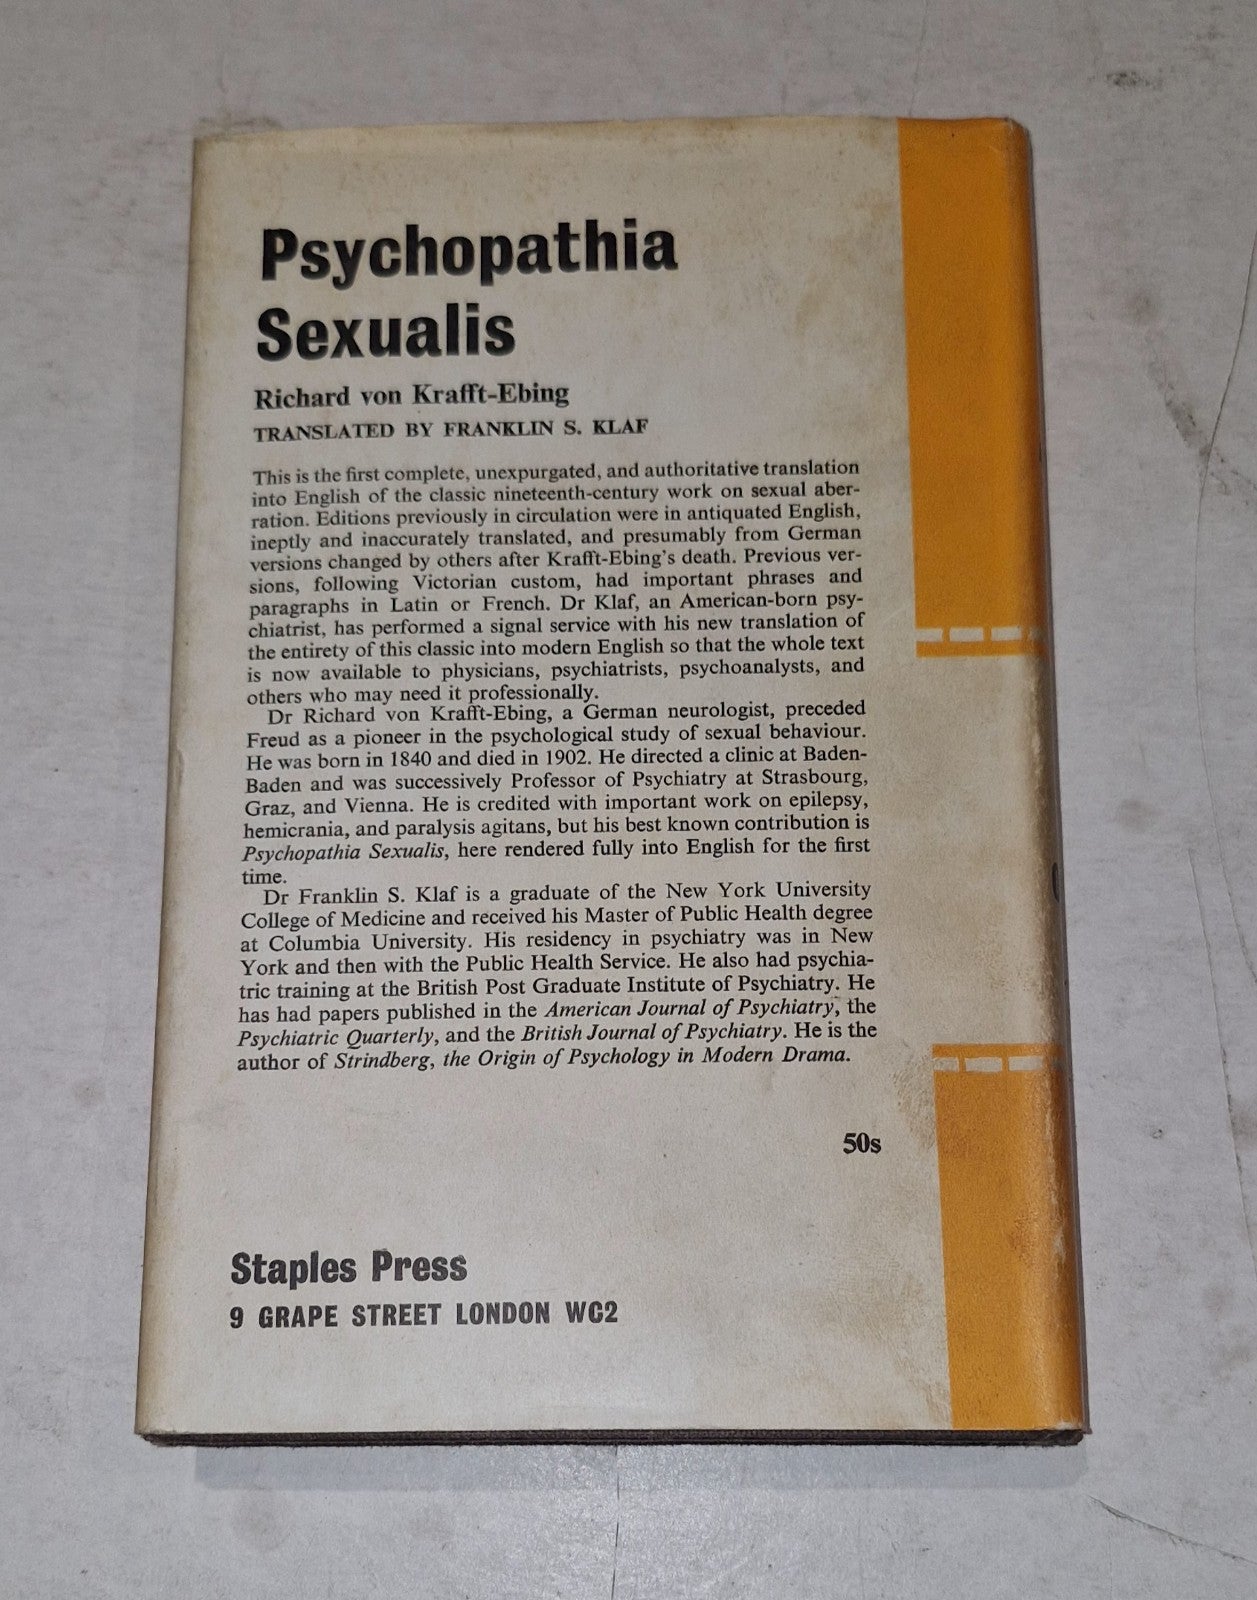 Psychopathia
Sexualis
Richard von Krafft-Ebing
TRANSLATED BY FRANKLIN S. KLAF
This is the first complete, unexpurgated, and authoritative translation
into English of the classic nineteenth-century work on sexual aber-
ration. Editions previously in circulation were in antiquated English,
ineptly and inaccurately translated, and presumably from German
versions changed by others after Krafft-Ebing's death. Previous ver-
sions, following Victorian custom, had important phrases and
paragraphs in Latin or French. Dr Klaf, an American-born psy-
chiatrist, has performed a signal service with his new translation of
the entirety of this classic into modern English so that the whole text
is now available to physicians, psychiatrists, psychoanalysts, and
others who may need it professionally.
Dr Richard von Krafft-Ebing, a German neurologist, preceded
Freud as a pioneer in the psychological study of sexual behaviour.
He was born in 1840 and died in 1902. He directed a clinic at Baden-
Baden and was successively Professor of Psychiatry at Strasbourg,
Graz, and Vienna. He is credited with important work on epilepsy,
hemicrania, and paralysis agitans, but his best known contribution is
Psychopathia Sexualis, here rendered fully into English for the first
time.
Dr Franklin S. Klaf is a graduate of the New York University
College of Medicine and received his Master of Public Health degree
at Columbia University. His residency in psychiatry was in New
York and then with the Public Health Service. He also had psychia-
tric training at the British Post Graduate Institute of Psychiatry. He
has had papers published in the American Journal of Psychiatry, the
Psychiatric Quarterly, and the British Journal of Psychiatry. He is the
author of Strindberg, the Origin of Psychology in Modern Drama.
50s
Staples Press
9 GRAPE STREET LONDON WC2